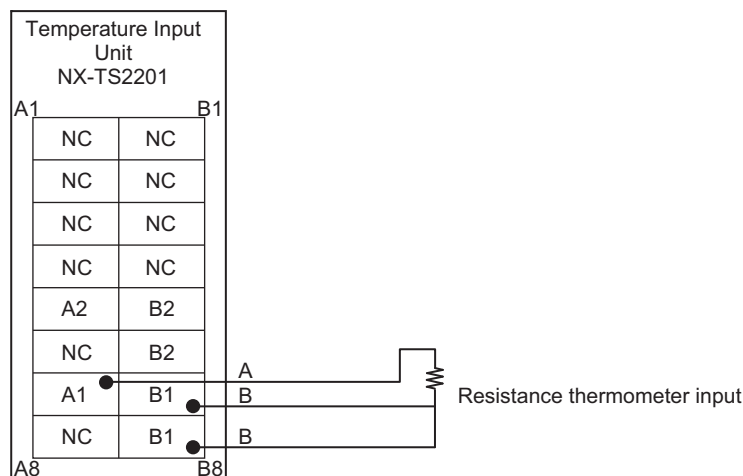 Temperature Input
Unit
NX-TS2201
A1 B1
NC NC
NC NC
NC NC
NC NC
A2 B2
NC B2
A1 B1
NC B1
A8 B8
A
B
B
Resistance thermometer input